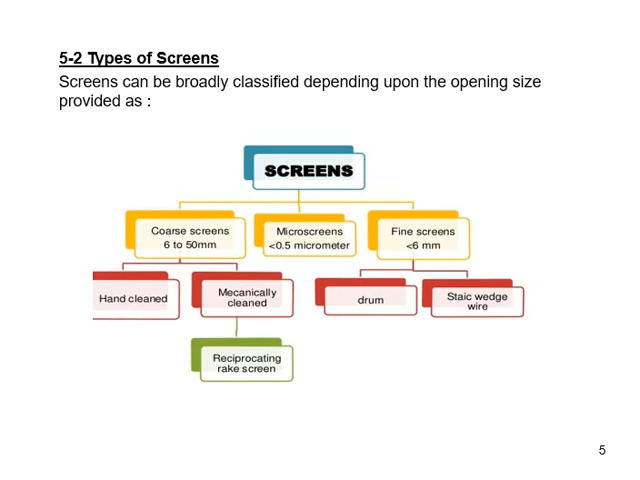 5-2 Types of Screens
Screens can be broadly classified depending upon the opening size
provided as :
SCREENS
Coarse screens
6 to 50mm
Microscreens
<0.5 micrometer
Fine screens
<6 mm
Hand cleaned
Mecanically
cleaned
drum
Staic wedge
wire
Reciprocating
rake screen
5